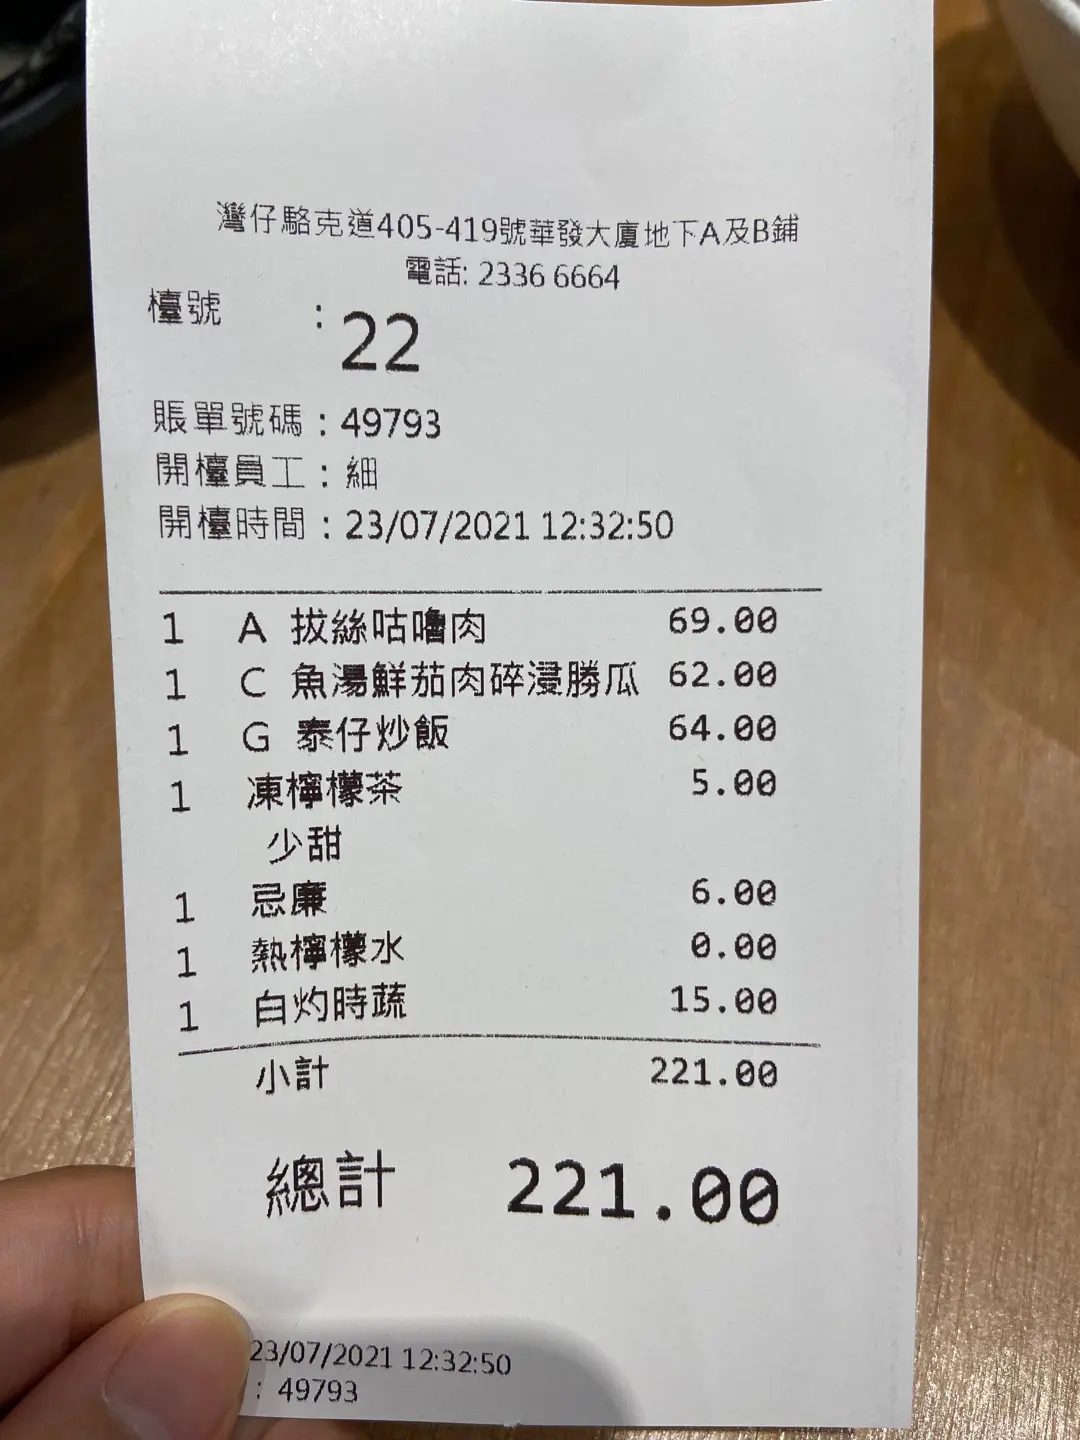 灣仔駱克道405-419號華發大廈地下A及B鋪
電話: 2336 6664
檯號 : 22
賬單號碼 : 49793
開檯員工 : 細
開檯時間 : 23/07/2021 12:32:50
1 A 拔絲咕嚕肉 69.00
1 C 魚湯鮮茄肉碎浸勝瓜 62.00
1 G 泰仔炒飯 64.00
1 凍檸檬茶 5.00
少甜
1 忌廉 6.00
1 熱檸檬水 0.00
1 白灼時蔬 15.00
小計 221.00
總計 221.00
23/07/2021 12:32:50
: 49793